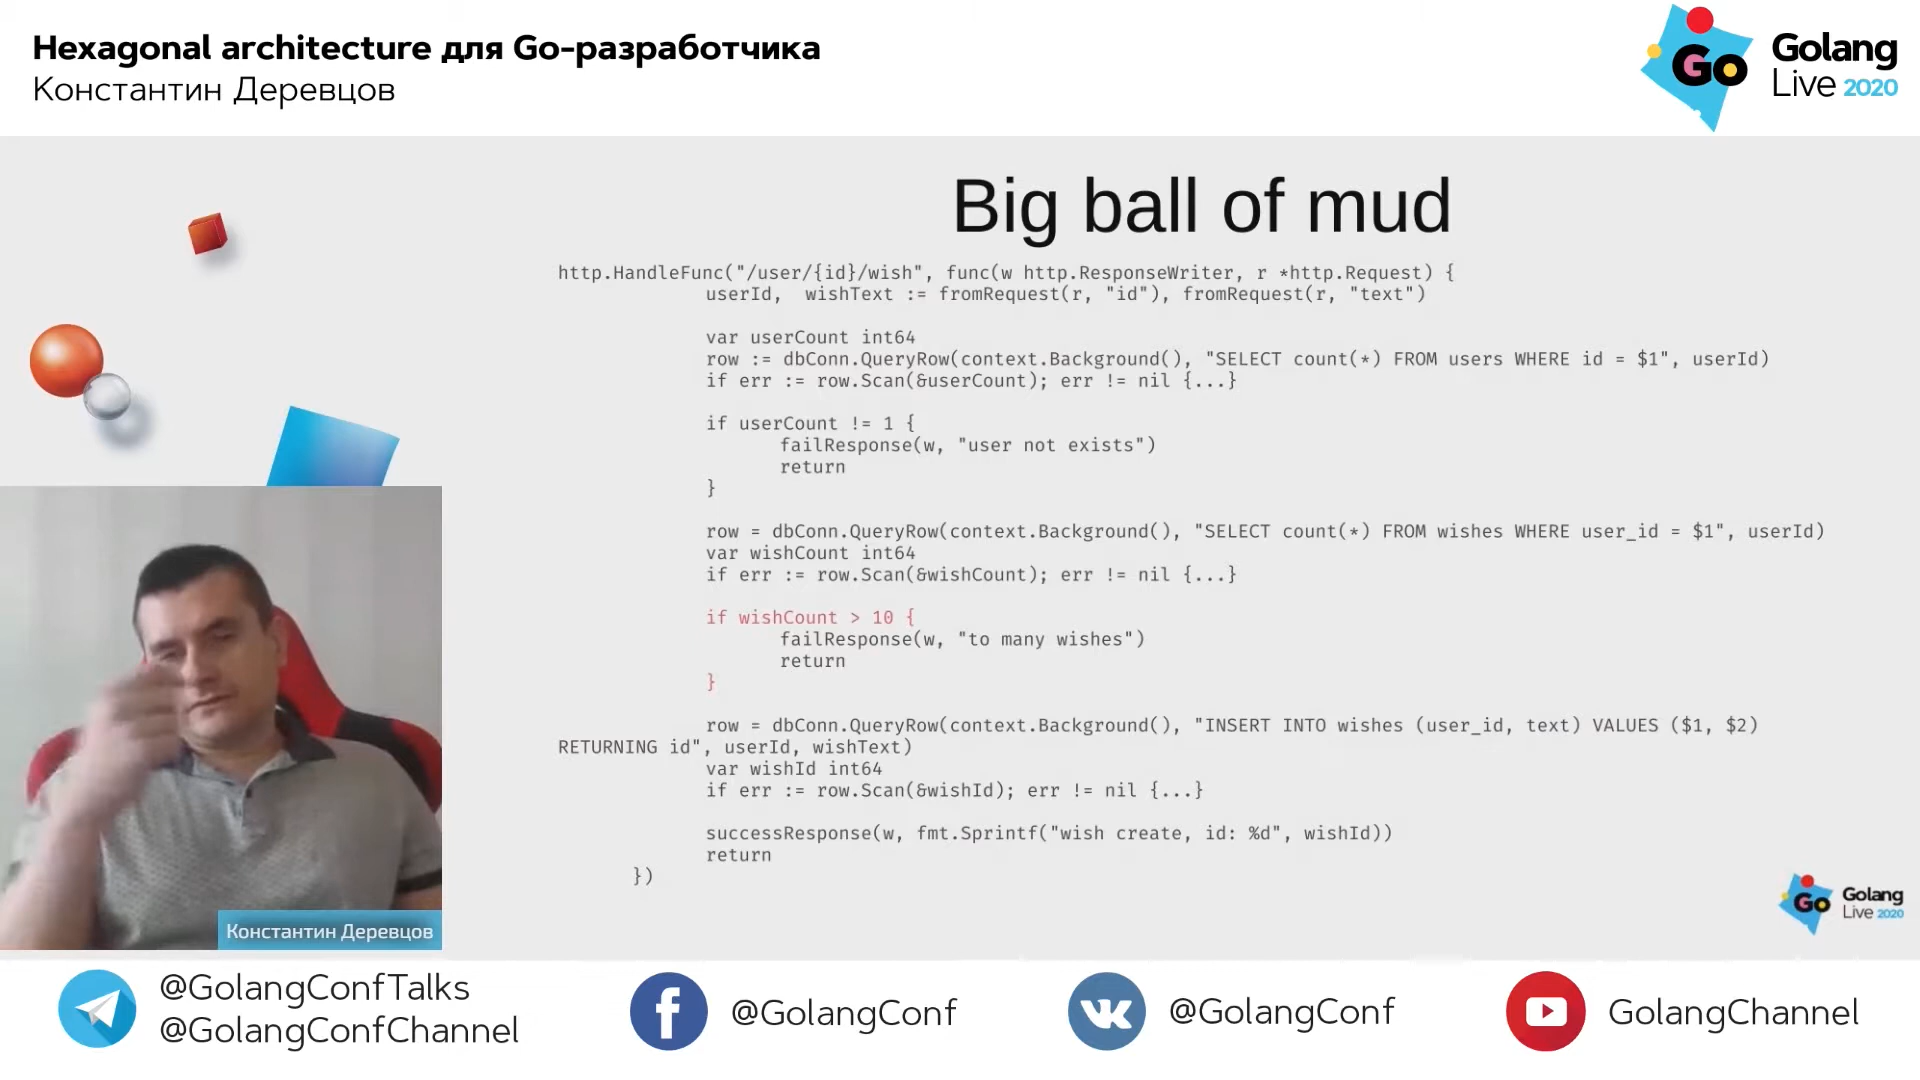 Hexagonal architecture для Go-разработчика
Константин Деревцов
Go
Golang
Live 2020
Big ball of mud
http.HandleFunc("/user/{id}/wish", func(w http.ResponseWriter, r *http.Request) {
userId,  wishText := fromRequest(r, "id"), fromRequest(r, "text")
var userCount int64
row := dbConn.QueryRow(context.Background(), "SELECT count(*) FROM users WHERE id = $1", userId)
if err := row.Scan(&userCount); err != nil {...}
if userCount != 1 {
failResponse(w, "user not exists")
return
}
row = dbConn.QueryRow(context.Background(), "SELECT count(*) FROM wishes WHERE user_id = $1", userId)
var wishCount int64
if err := row.Scan(&wishCount); err != nil {...}
if wishCount > 10 {
failResponse(w, "to many wishes")
return
}
row = dbConn.QueryRow(context.Background(), "INSERT INTO wishes (user_id, text) VALUES ($1, $2)
RETURNING id", userId, wishText)
var wishId int64
if err := row.Scan(&wishId); err != nil {...}
successResponse(w, fmt.Sprintf("wish create, id: %d", wishId))
return
})
Константин Деревцов
Go
Golang
Live 2020
@GolangConfTalks
@GolangConfChannel
@GolangConf
@GolangConf
GolangChannel